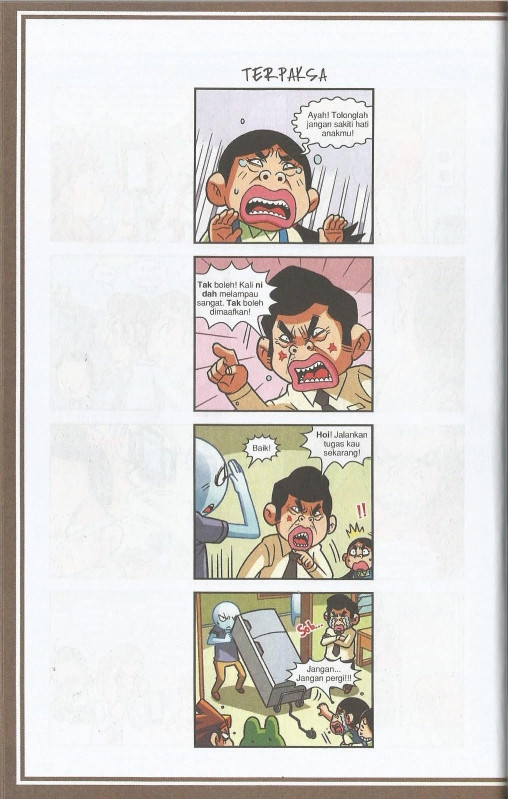 TERPAKSA
Ayah! Tolonglah
jangan sakiti hati
anakmu!
Tak boleh! Kali ni
dah melampau
sangat. Tak boleh
dimaafkan!
Baik!
Hoi! Jalankan
tugas kau
sekarang!
!!
Sob...
Jangan...
Jangan pergi!!!